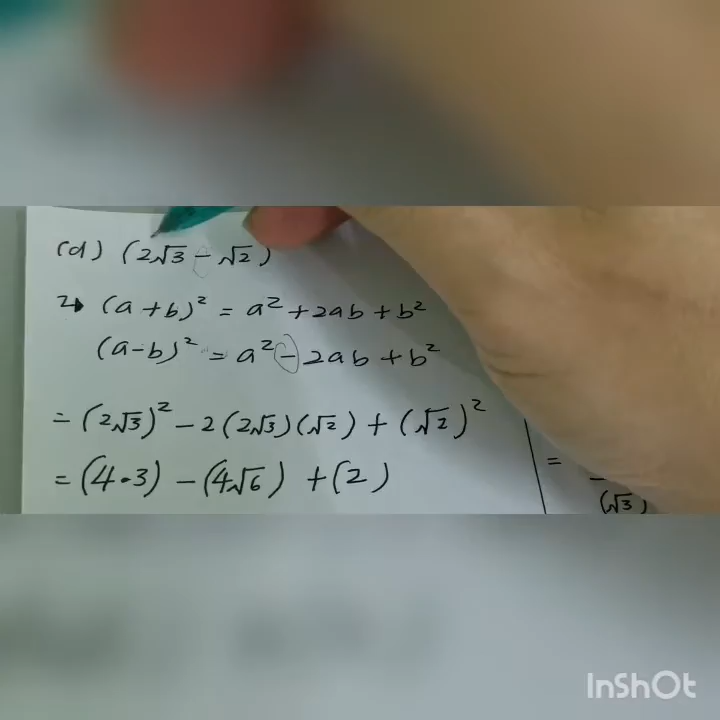 (d) (2√3 - √2)
2→ (a+b)² = a² + 2ab + b²
(a-b)² = a² - 2ab + b²
= (2√3)² - 2(2√3)(√2) + (√2)²
= (4·3) - (4√6) + (2)
=
(√3)
InShOt